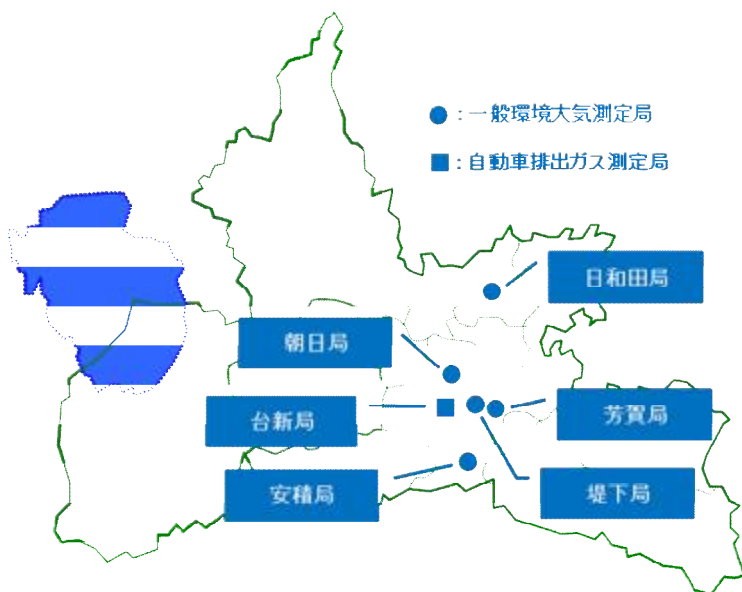 ●：一般環境大気測定局
■：自動車排出ガス測定局
日和田局
朝日局
台新局
芳賀局
安積局
堤下局